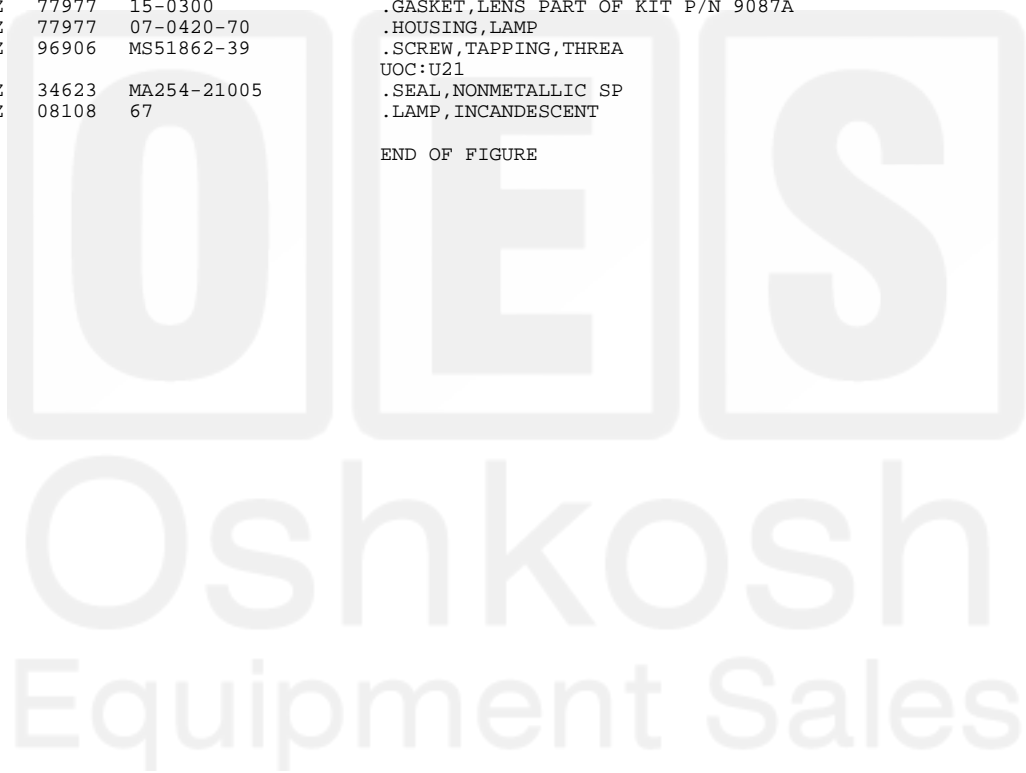 Z 77977 15-0300 .GASKET,LENS PART OF KIT P/N 9087A
Z 77977 07-0420-70 .HOUSING,LAMP
Z 96906 MS51862-39 .SCREW,TAPPING,THREA
UOC:U21
Z 34623 MA254-21005 .SEAL,NONMETALLIC SP
Z 08108 67 .LAMP,INCANDESCENT
END OF FIGURE
OES
Oshkosh
Equipment Sales